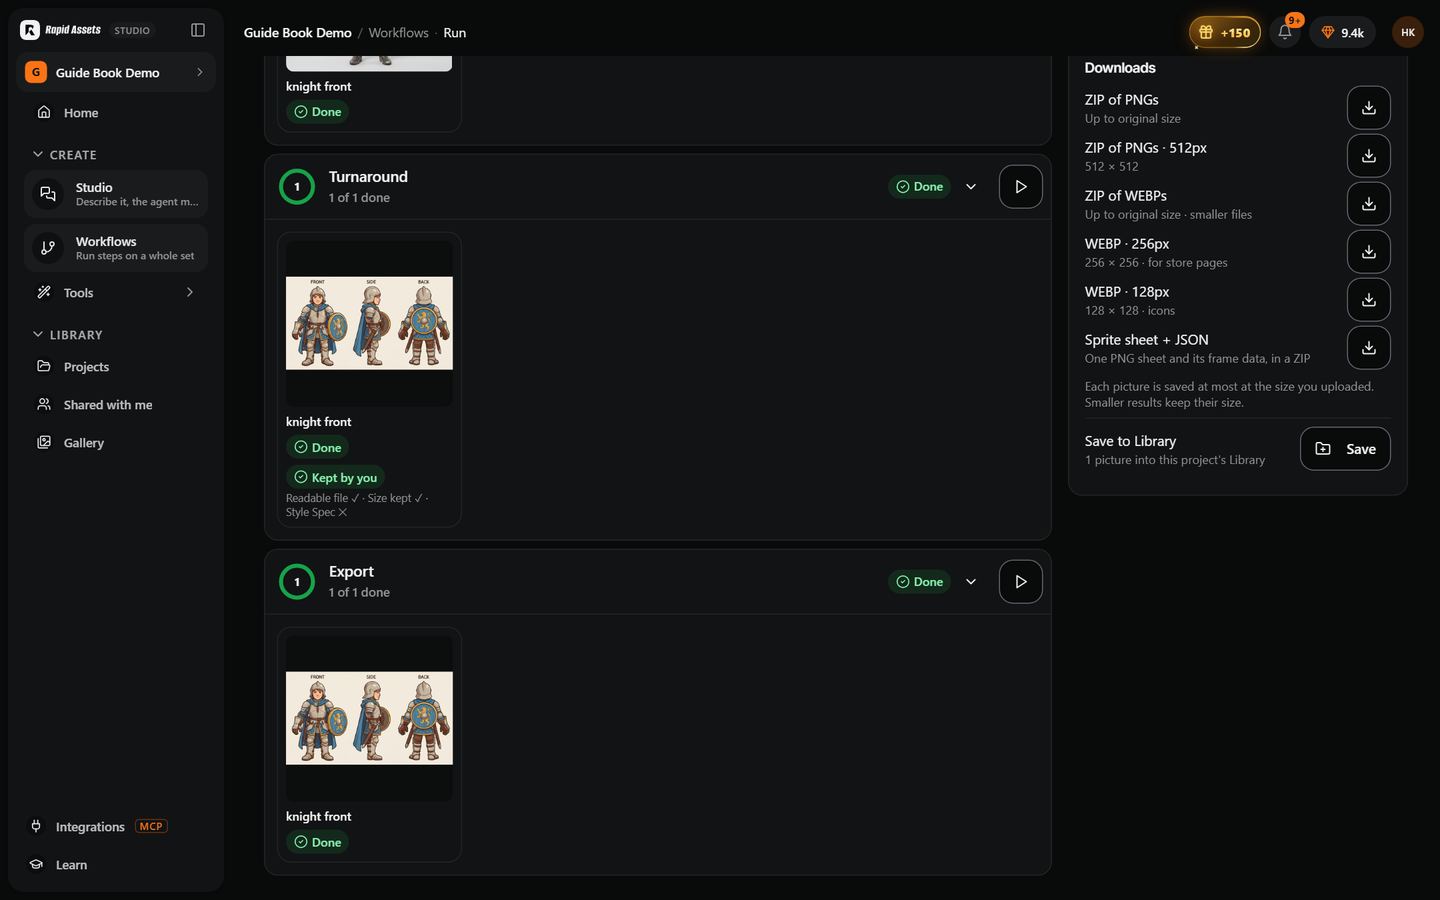 Rapid Assets STUDIO
Guide Book Demo / Workflows · Run
+150
9+
9.4k
HK
G Guide Book Demo
Home
CREATE
Studio
Describe it, the agent m...
Workflows
Run steps on a whole set
Tools
LIBRARY
Projects
Shared with me
Gallery
Integrations MCP
Learn
knight front
Done
1
Turnaround
1 of 1 done
Done
FRONT SIDE BACK
knight front
Done
Kept by you
Readable file ✓ · Size kept ✓ ·
Style Spec ✕
1
Export
1 of 1 done
Done
FRONT SIDE BACK
knight front
Done
Downloads
ZIP of PNGs
Up to original size
ZIP of PNGs · 512px
512 × 512
ZIP of WEBPs
Up to original size · smaller files
WEBP · 256px
256 × 256 · for store pages
WEBP · 128px
128 × 128 · icons
Sprite sheet + JSON
One PNG sheet and its frame data, in a ZIP
Each picture is saved at most at the size you uploaded.
Smaller results keep their size.
Save to Library
1 picture into this project's Library
Save